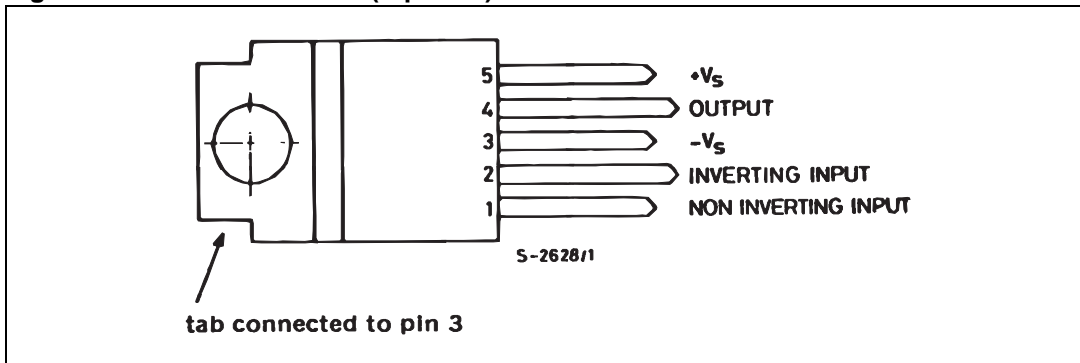 5 +Vs
4 OUTPUT
3 -Vs
2 INVERTING INPUT
1 NON INVERTING INPUT
S-2628/1
tab connected to pin 3